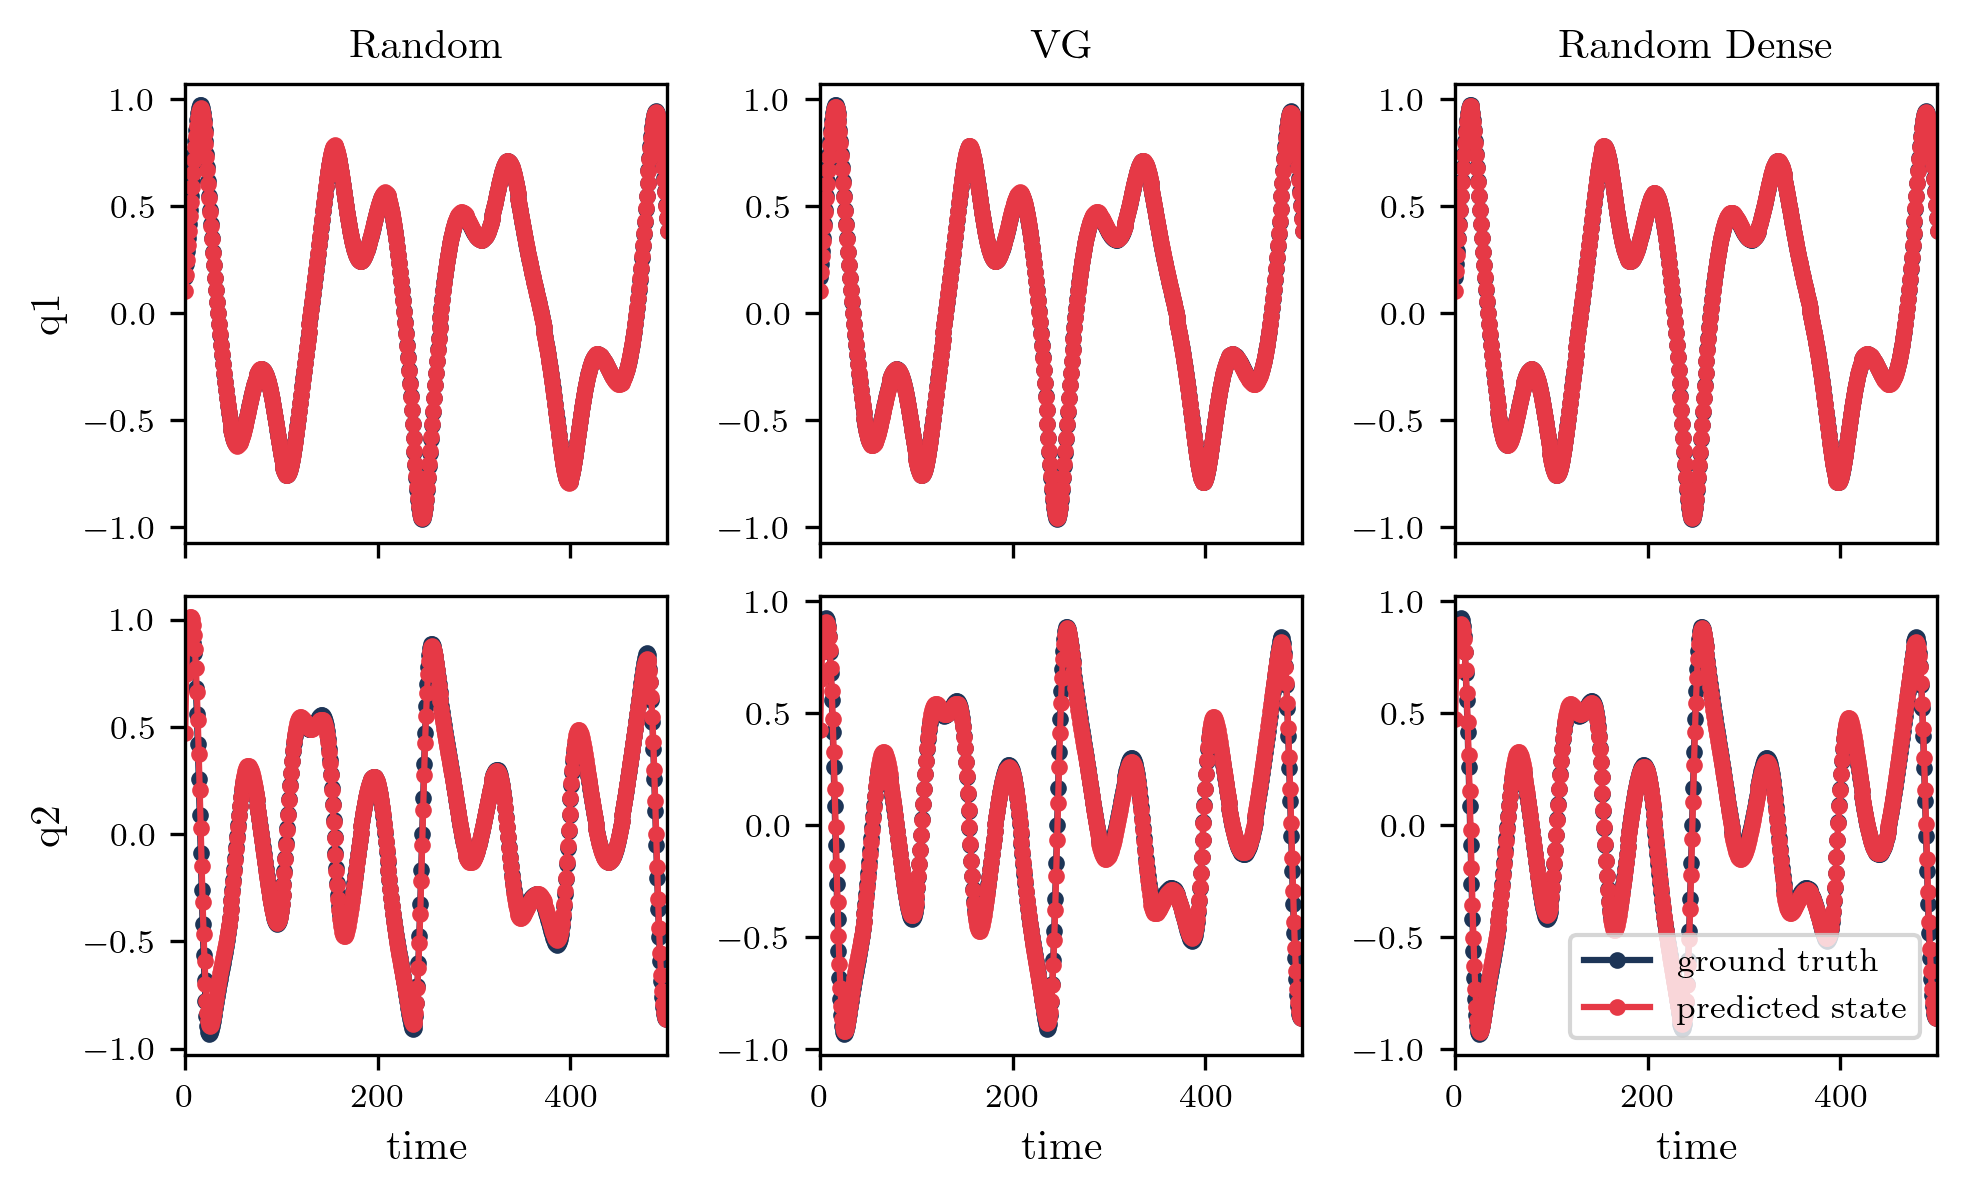 Random VG Random Dense
1.0 1.0 1.0
0.5 0.5 0.5
q1 0.0 0.0 0.0
−0.5 −0.5 −0.5
−1.0 −1.0 −1.0
1.0 1.0 1.0
0.5 0.5 0.5
q2 0.0 0.0 0.0
−0.5 −0.5 −0.5
ground truth
predicted state
−1.0 −1.0 −1.0
0 200 400 0 200 400 0 200 400
time time time